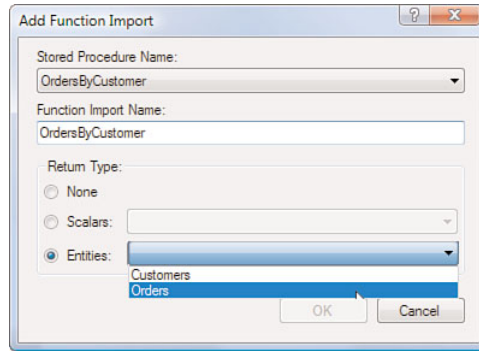 Add Function Import
Stored Procedure Name:
OrdersByCustomer
Function Import Name:
OrdersByCustomer
Return Type:
None
Scalars:
Entities:
Customers
Orders
OK Cancel